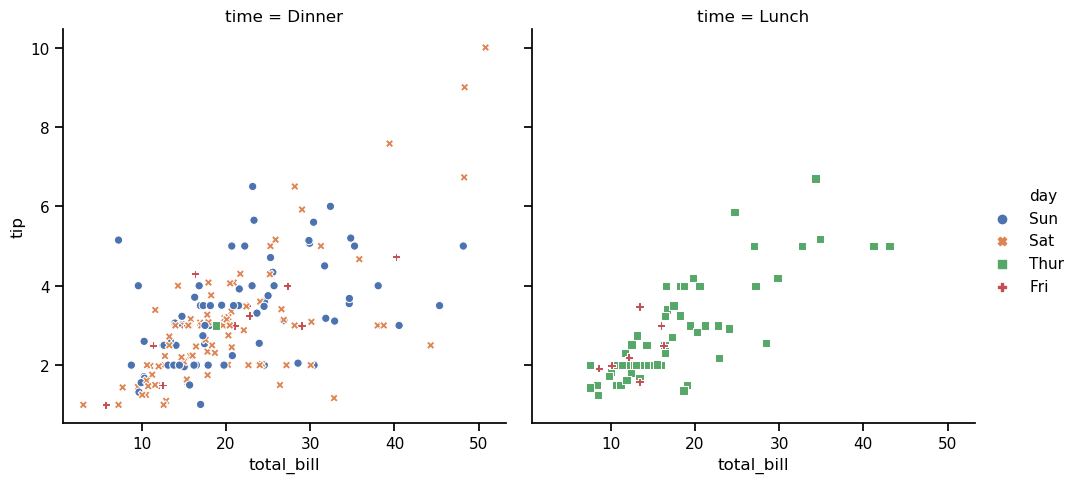 time = Dinner
time = Lunch
tip
10
8
6
4
2
10 20 30 40 50
10 20 30 40 50
total_bill
total_bill
day
Sun
Sat
Thur
Fri